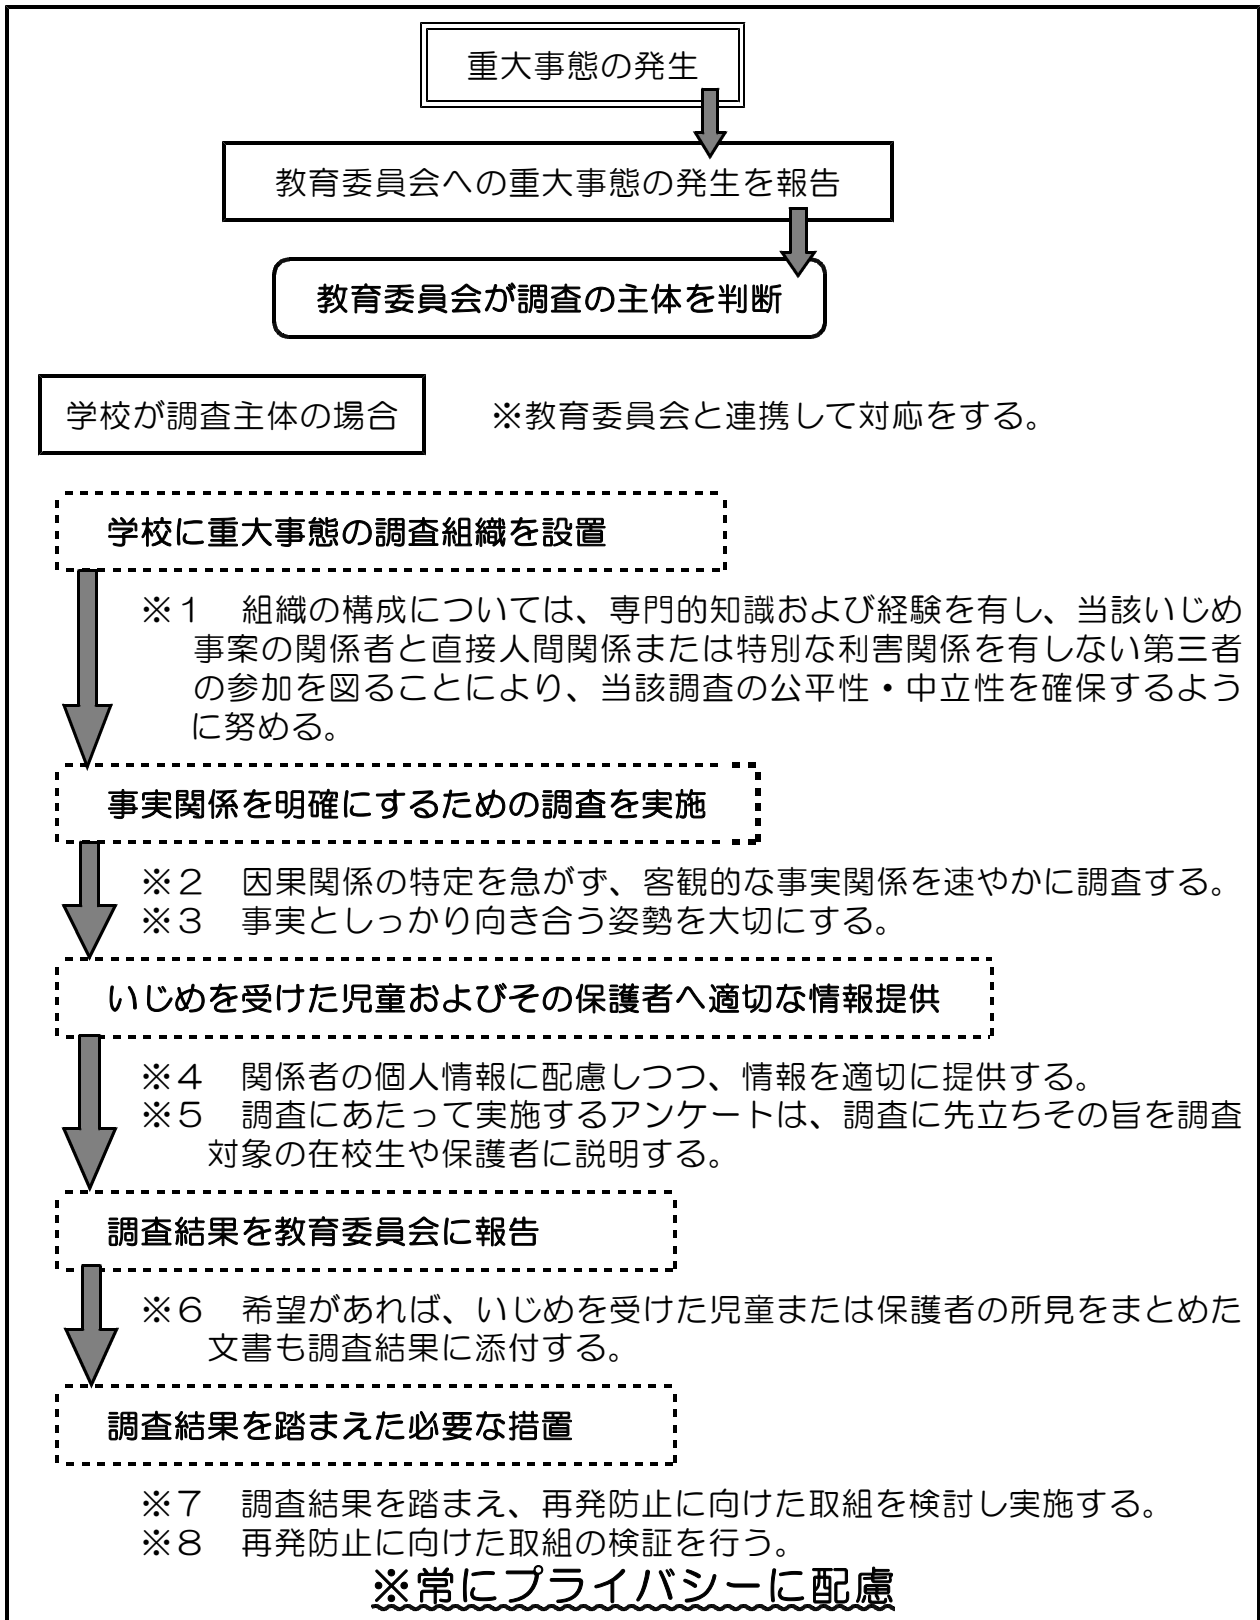 重大事態の発生
教育委員会への重大事態の発生を報告
教育委員会が調査の主体を判断
学校が調査主体の場合
※教育委員会と連携して対応をする。
学校に重大事態の調査組織を設置
※１　組織の構成については、専門的知識および経験を有し、当該いじめ
事案の関係者と直接人間関係または特別な利害関係を有しない第三者
の参加を図ることにより、当該調査の公平性・中立性を確保するよう
に努める。
事実関係を明確にするための調査を実施
※２　因果関係の特定を急がず、客観的な事実関係を速やかに調査する。
※３　事実としっかり向き合う姿勢を大切にする。
いじめを受けた児童およびその保護者へ適切な情報提供
※４　関係者の個人情報に配慮しつつ、情報を適切に提供する。
※５　調査にあたって実施するアンケートは、調査に先立ちその旨を調査
対象の在校生や保護者に説明する。
調査結果を教育委員会に報告
※６　希望があれば、いじめを受けた児童または保護者の所見をまとめた
文書も調査結果に添付する。
調査結果を踏まえた必要な措置
※７　調査結果を踏まえ、再発防止に向けた取組を検討し実施する。
※８　再発防止に向けた取組の検証を行う。
※常にプライバシーに配慮